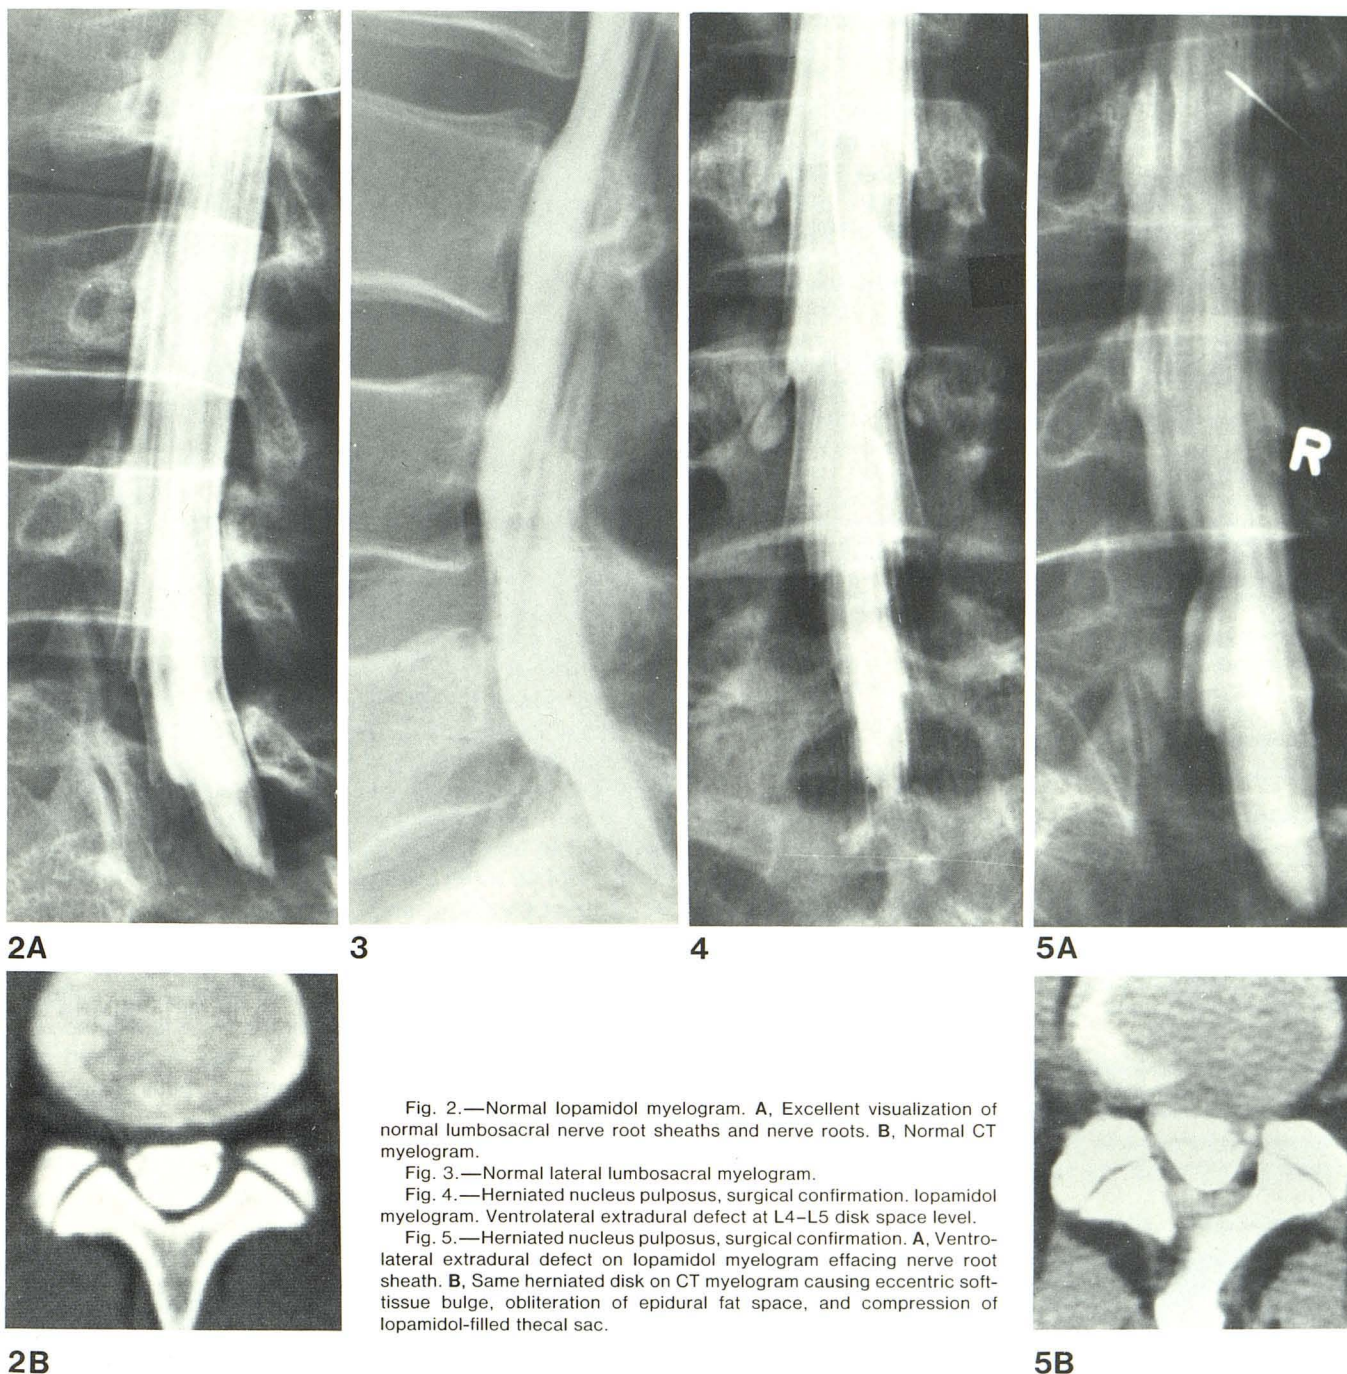 R
2A
3
4
5A
Fig. 2.—Normal Iopamidol myelogram. A, Excellent visualization of
normal lumbosacral nerve root sheaths and nerve roots. B, Normal CT
myelogram.
Fig. 3.—Normal lateral lumbosacral myelogram.
Fig. 4.—Herniated nucleus pulposus, surgical confirmation. Iopamidol
myelogram. Ventrolateral extradural defect at L4–L5 disk space level.
Fig. 5.—Herniated nucleus pulposus, surgical confirmation. A, Ventro-
lateral extradural defect on Iopamidol myelogram effacing nerve root
sheath. B, Same herniated disk on CT myelogram causing eccentric soft-
tissue bulge, obliteration of epidural fat space, and compression of
Iopamidol-filled thecal sac.
2B
5B